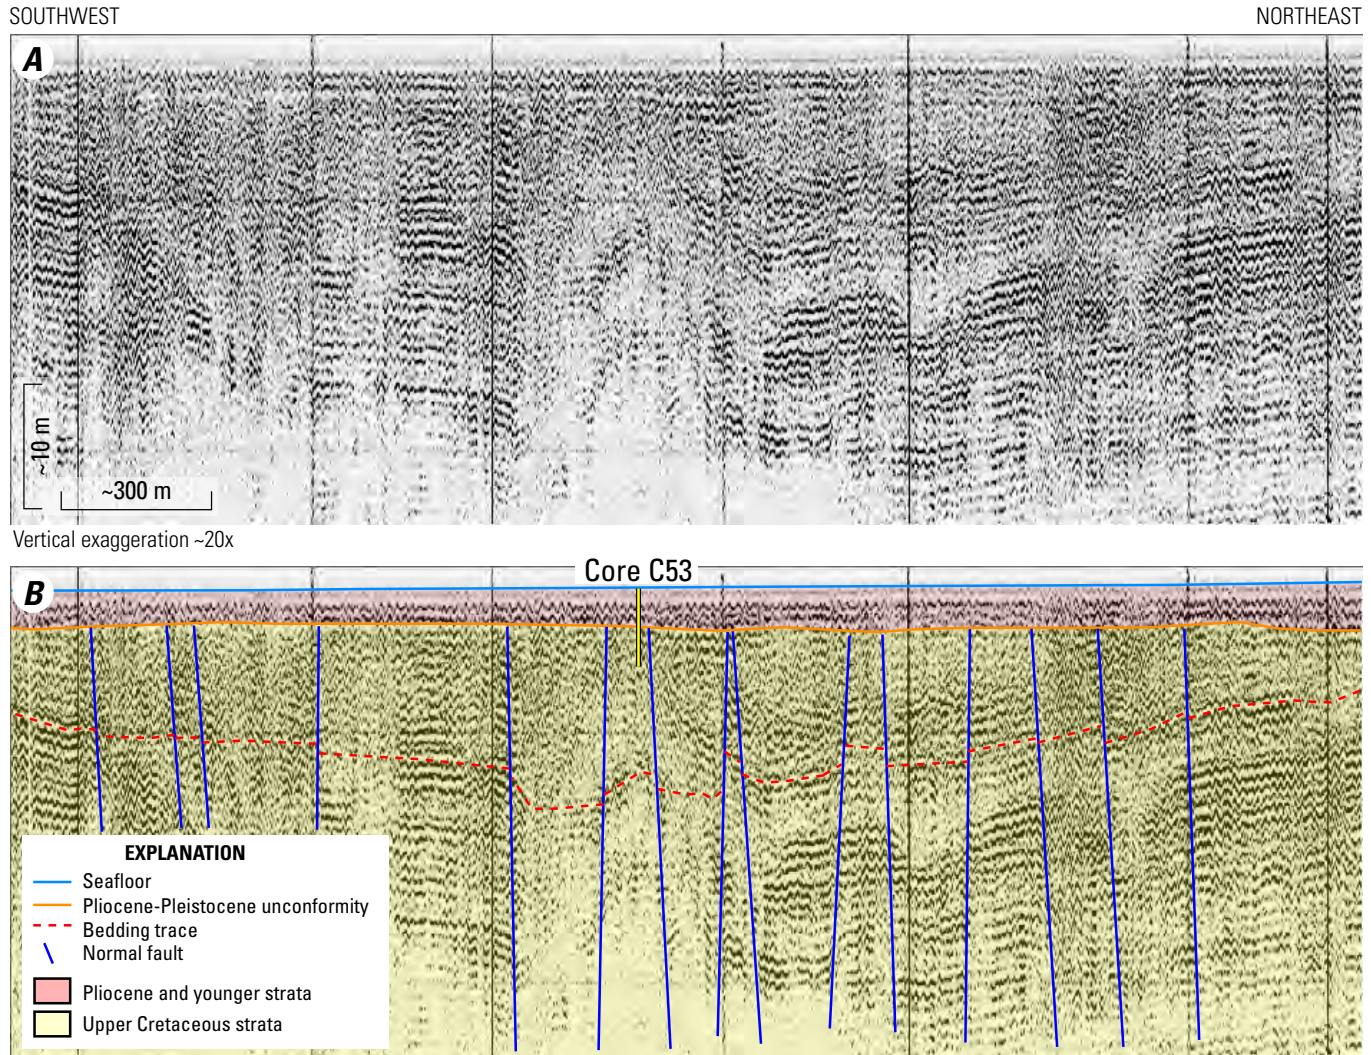 SOUTHWEST
NORTHEAST
A
~10 m
~300 m
Vertical exaggeration ~20x
Core C53
B
EXPLANATION
Seafloor
Pliocene-Pleistocene unconformity
Bedding trace
Normal fault
Pliocene and younger strata
Upper Cretaceous strata